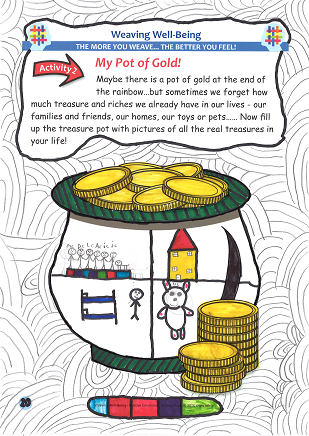 Weaving Well-Being
THE MORE YOU WEAVE... THE BETTER YOU FEEL!
Activity 2
My Pot of Gold!
Maybe there is a pot of gold at the end of
the rainbow...but sometimes we forget how
much treasure and riches we already have in our lives - our
families and friends, our homes, our toys or pets...... Now fill
up the treasure pot with pictures of all the real treasures in
your life!
20